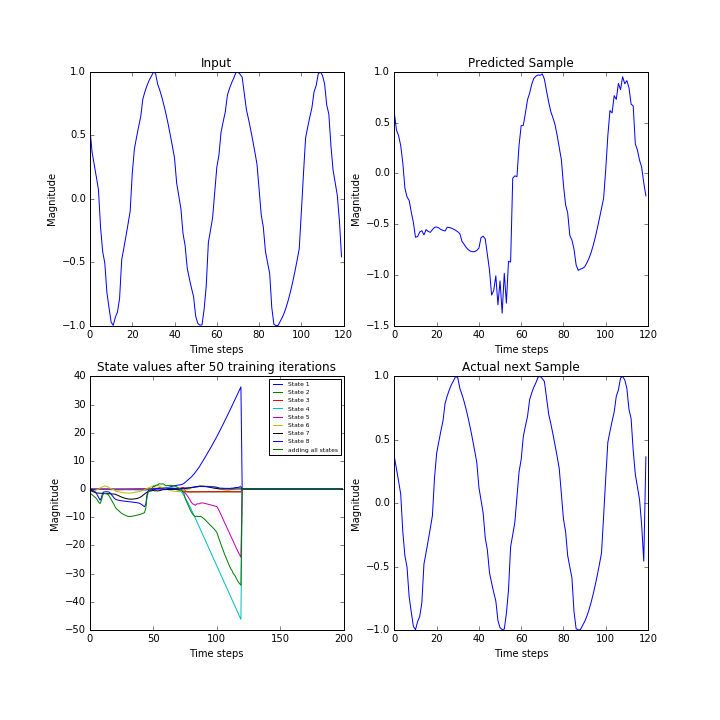 Input
Magnitude
1.0
0.5
0.0
−0.5
−1.0
0 20 40 60 80 100 120
Time steps
Predicted Sample
Magnitude
1.0
0.5
0.0
−0.5
−1.0
−1.5
0 20 40 60 80 100 120
Time steps
State values after 50 training iterations
Magnitude
40
30
20
10
0
−10
−20
−30
−40
−50
0 50 100 150 200
Time steps
State 1
State 2
State 3
State 4
State 5
State 6
State 7
State 8
adding all states
Actual next Sample
Magnitude
1.0
0.5
0.0
−0.5
−1.0
0 20 40 60 80 100 120
Time steps